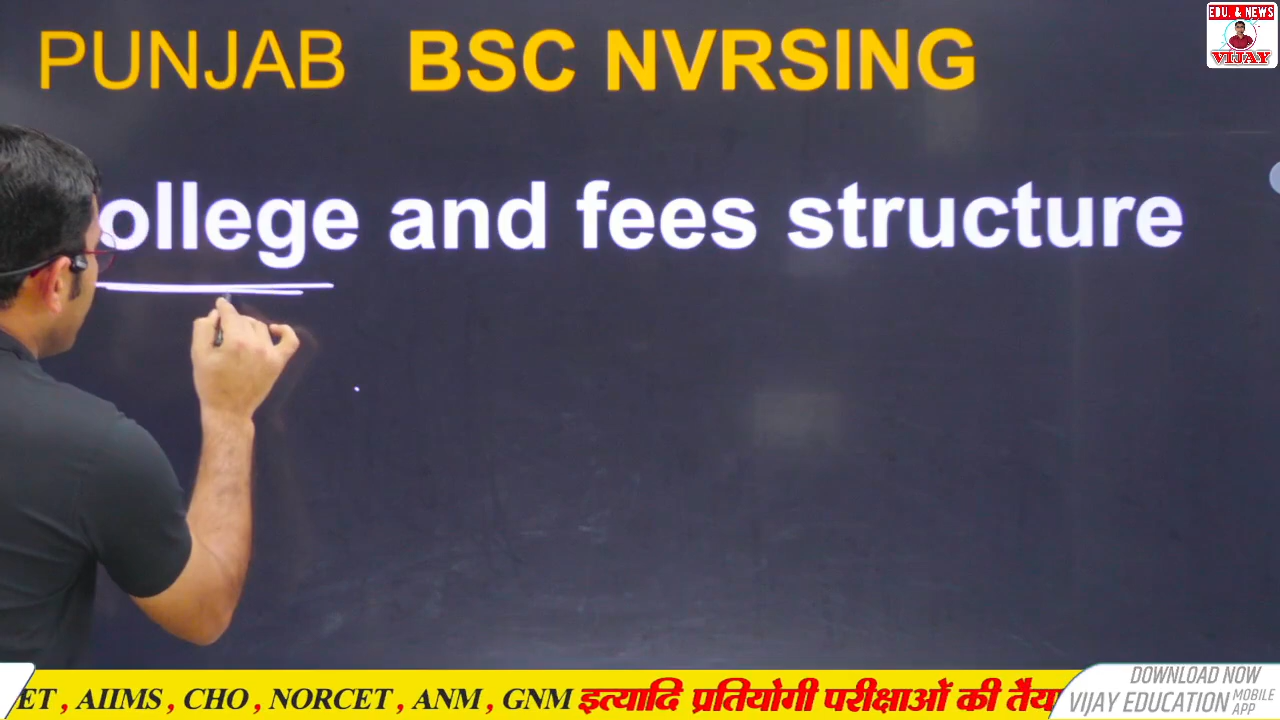 EDU. & NEWS
VIJAY
PUNJAB BSC NVRSING
ollege and fees structure
ET , AIIMS , CHO , NORCET , ANM , GNM इत्यादि प्रतियोगी परीक्षाओं की तैया
DOWNLOAD NOW
VIJAY EDUCATION MOBILE APP